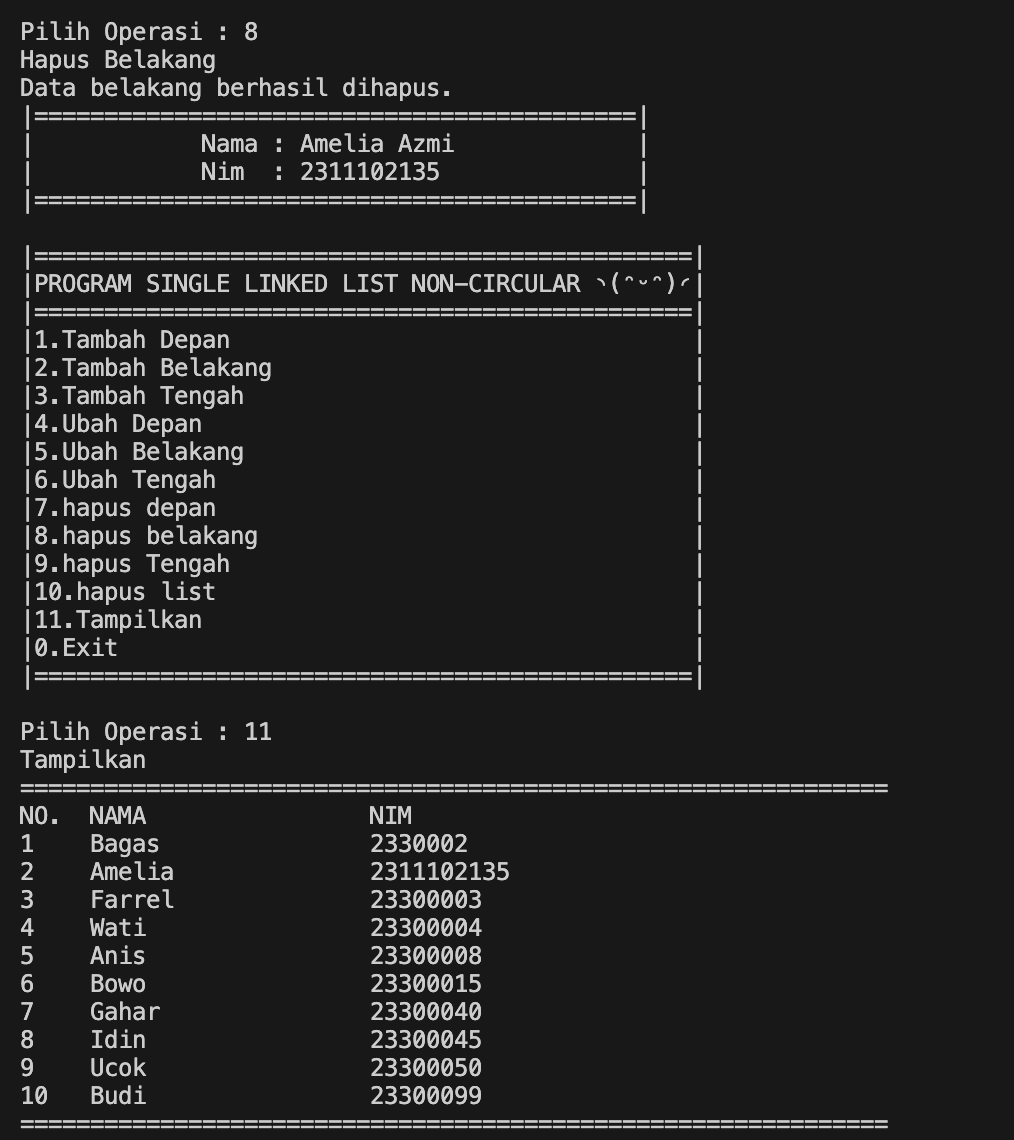 Pilih Operasi : 8
Hapus Belakang
Data belakang berhasil dihapus.
|===========================================|
| Nama : Amelia Azmi |
| Nim  : 2311102135 |
|===========================================|
|===============================================|
|PROGRAM SINGLE LINKED LIST NON-CIRCULAR ◝(ᵔᵕᵔ)◜|
|===============================================|
|1.Tambah Depan |
|2.Tambah Belakang |
|3.Tambah Tengah |
|4.Ubah Depan |
|5.Ubah Belakang |
|6.Ubah Tengah |
|7.hapus depan |
|8.hapus belakang |
|9.hapus Tengah |
|10.hapus list |
|11.Tampilkan |
|0.Exit |
|===============================================|
Pilih Operasi : 11
Tampilkan
==============================================================
NO.  NAMA                NIM
1    Bagas               2330002
2    Amelia              2311102135
3    Farrel              23300003
4    Wati                23300004
5    Anis                23300008
6    Bowo                23300015
7    Gahar               23300040
8    Idin                23300045
9    Ucok                23300050
10   Budi                23300099
==============================================================